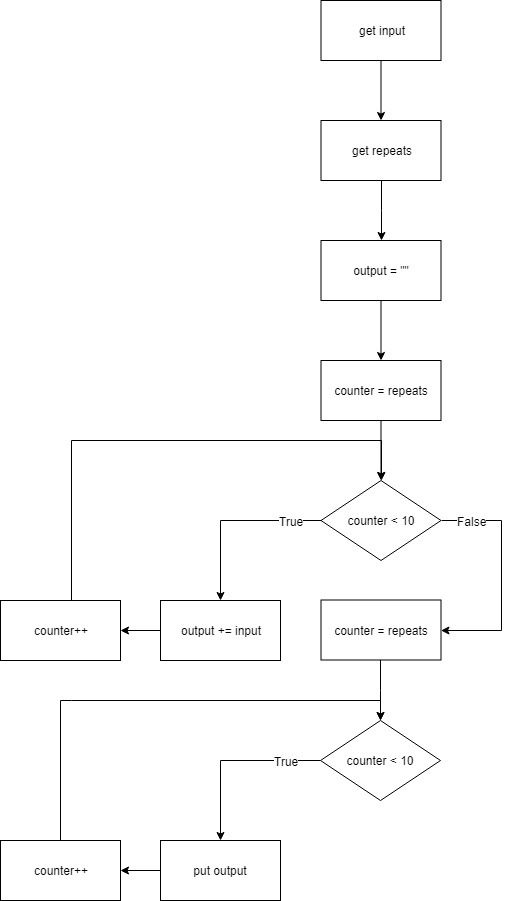 get input
get repeats
output = ""
counter = repeats
counter < 10
True
False
counter++
output += input
counter = repeats
counter < 10
True
counter++
put output